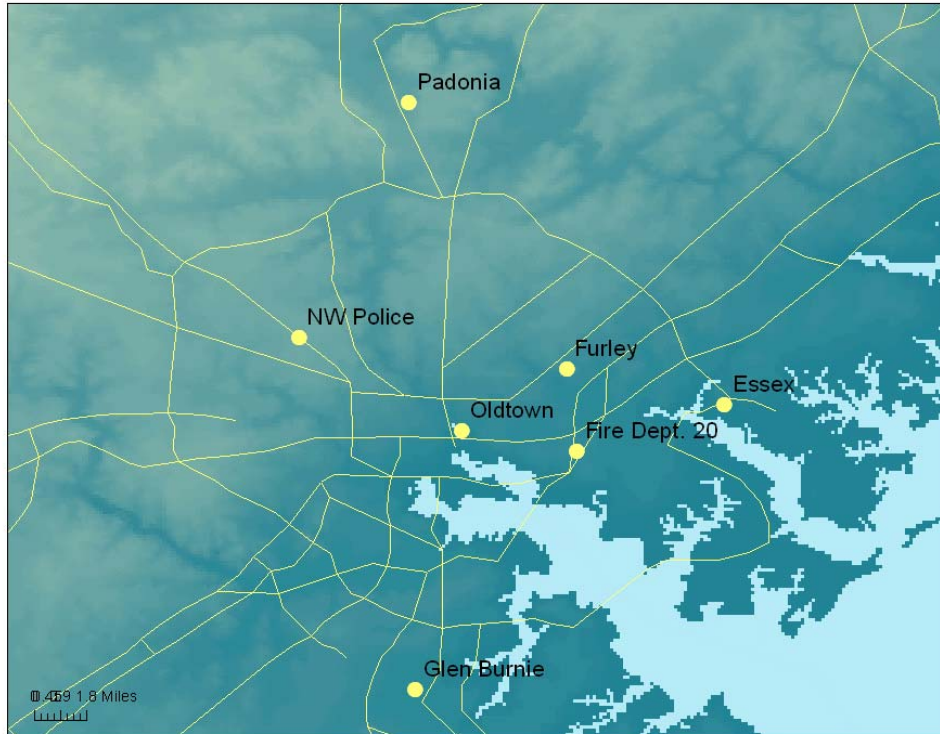 Padonia
NW Police
Furley
Essex
Oldtown
Fire Dept. 20
Glen Burnie
1.8 Miles